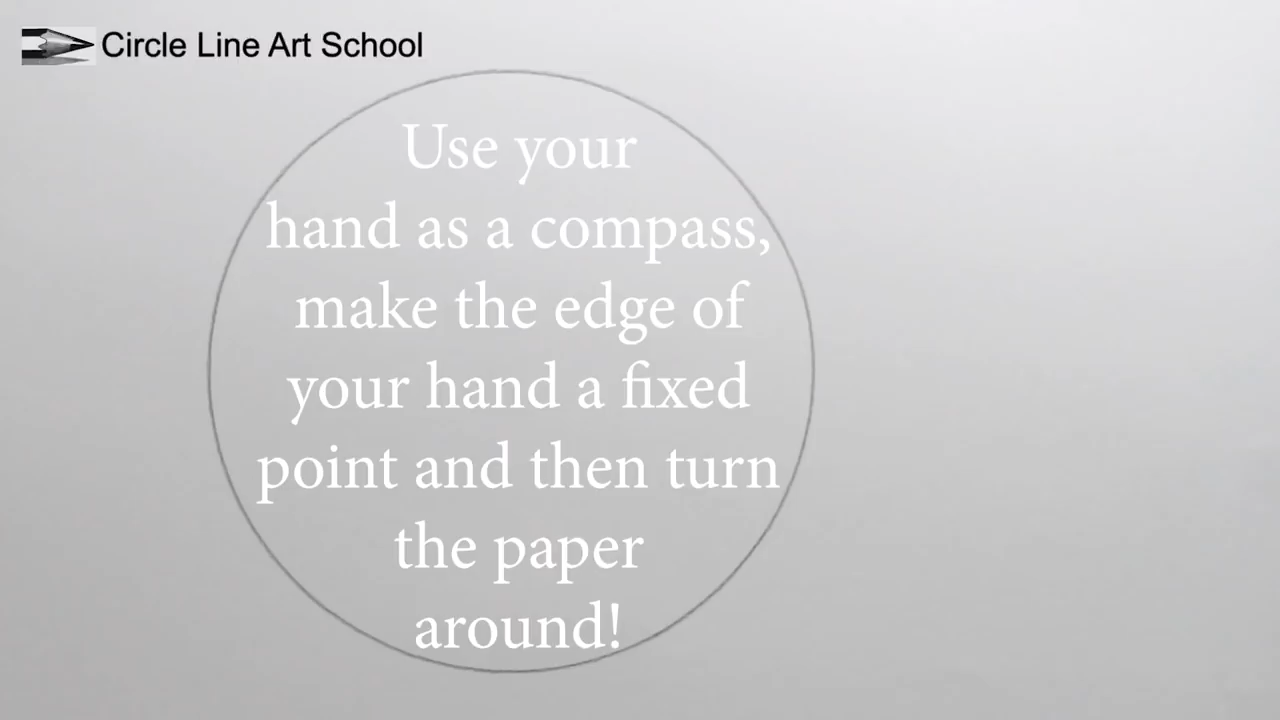 Circle Line Art School
Use your
hand as a compass,
make the edge of
your hand a fixed
point and then turn
the paper
around!